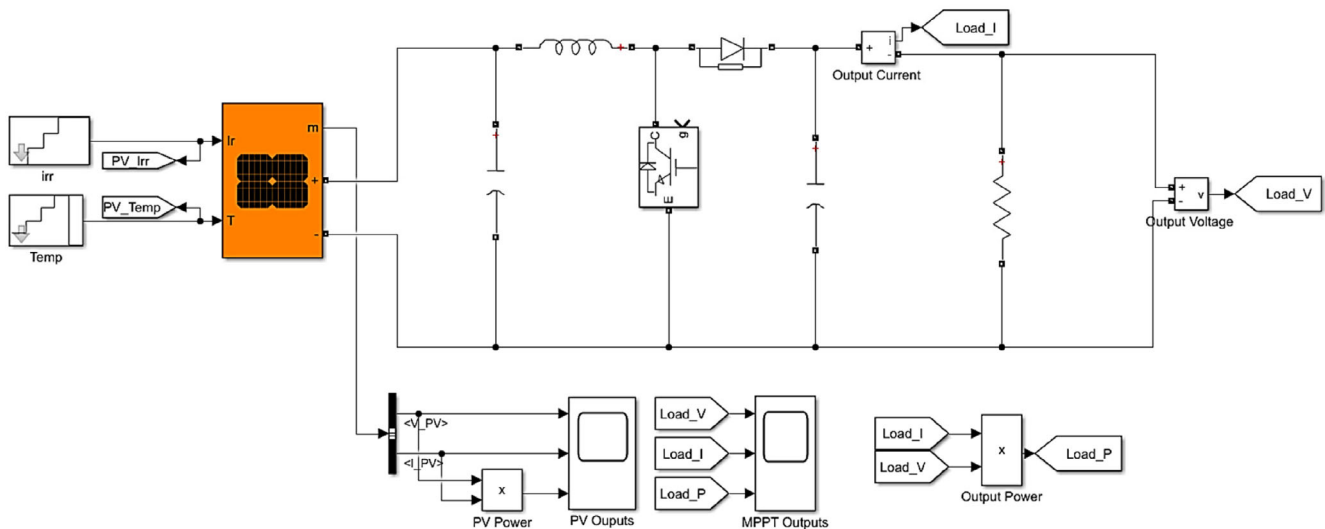 Load_I
i
+
-
Output Current
m
Ir
PV_Irr
irr
+
C
g
E
+
-
v
Load_V
Output Voltage
PV_Temp
T
-
Temp
<V_PV>
<I_PV>
x
PV Power
PV Ouputs
Load_V
Load_I
Load_P
MPPT Outputs
Load_I
Load_V
x
Output Power
Load_P